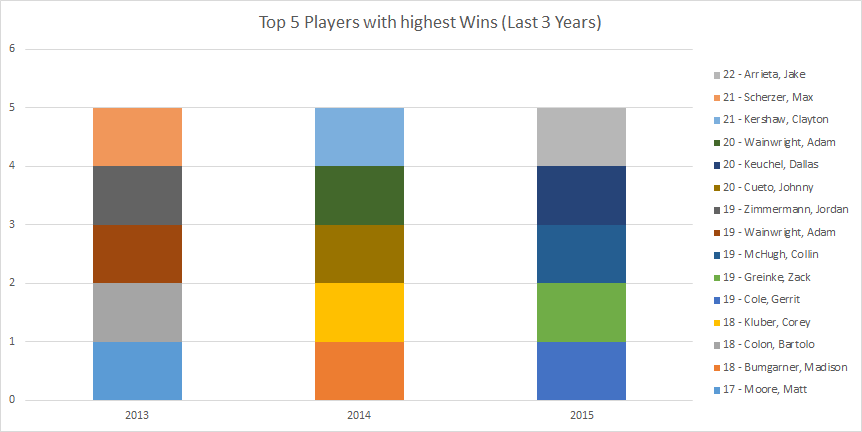 Top 5 Players with highest Wins (Last 3 Years)
6
5
4
3
2
1
0
2013
2014
2015
22 - Arrieta, Jake
21 - Scherzer, Max
21 - Kershaw, Clayton
20 - Wainwright, Adam
20 - Keuchel, Dallas
20 - Cueto, Johnny
19 - Zimmermann, Jordan
19 - Wainwright, Adam
19 - McHugh, Collin
19 - Greinke, Zack
19 - Cole, Gerrit
18 - Kluber, Corey
18 - Colon, Bartolo
18 - Bumgarner, Madison
17 - Moore, Matt